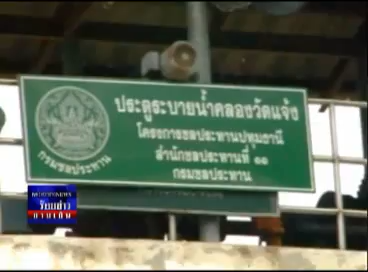 ประตูระบายน้ำคลองวัดแจ้ง
โครงการชลประทานปทุมธานี
สำนักชลประทานที่ ๑๑
กรมชลประทาน
กรมชลประทาน